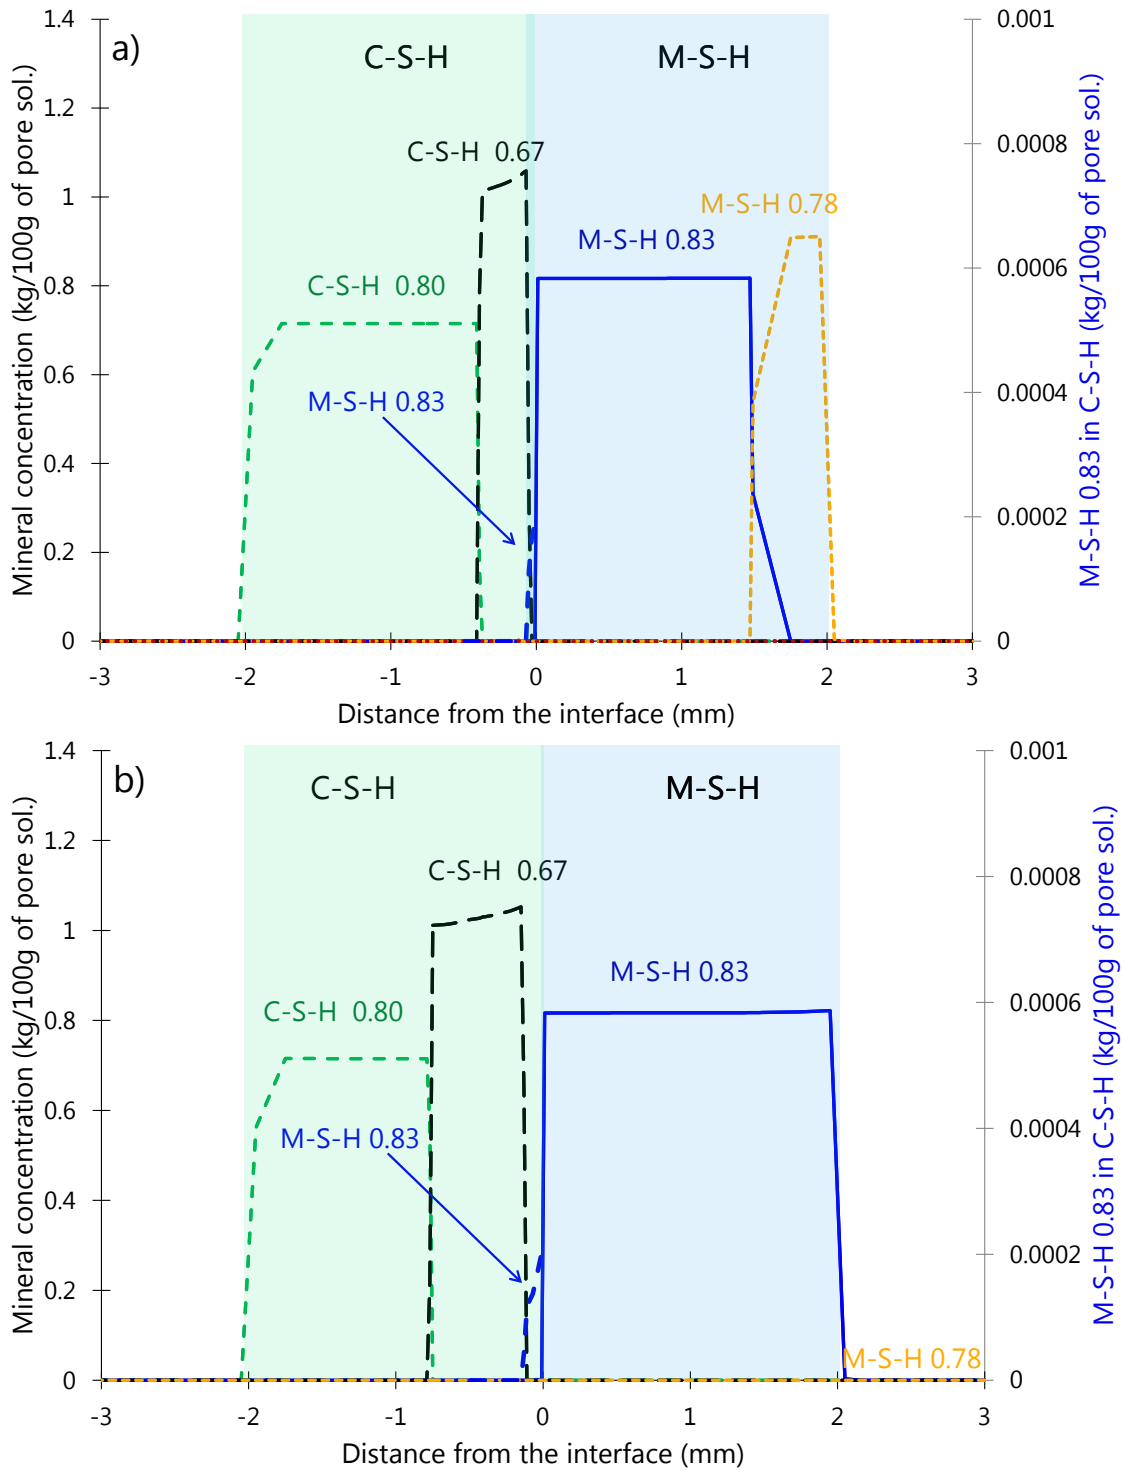 a)
C-S-H
M-S-H
1.4
1.2
1
0.8
0.6
0.4
0.2
0
Mineral concentration (kg/100g of pore sol.)
C-S-H 0.67
M-S-H 0.78
M-S-H 0.83
C-S-H 0.80
M-S-H 0.83
0.001
0.0008
0.0006
0.0004
0.0002
0
M-S-H 0.83 in C-S-H (kg/100g of pore sol.)
-3 -2 -1 0 1 2 3
Distance from the interface (mm)
b)
C-S-H
M-S-H
1.4
1.2
1
0.8
0.6
0.4
0.2
0
Mineral concentration (kg/100g of pore sol.)
C-S-H 0.67
M-S-H 0.83
C-S-H 0.80
M-S-H 0.83
M-S-H 0.78
0.001
0.0008
0.0006
0.0004
0.0002
0
M-S-H 0.83 in C-S-H (kg/100g of pore sol.)
-3 -2 -1 0 1 2 3
Distance from the interface (mm)